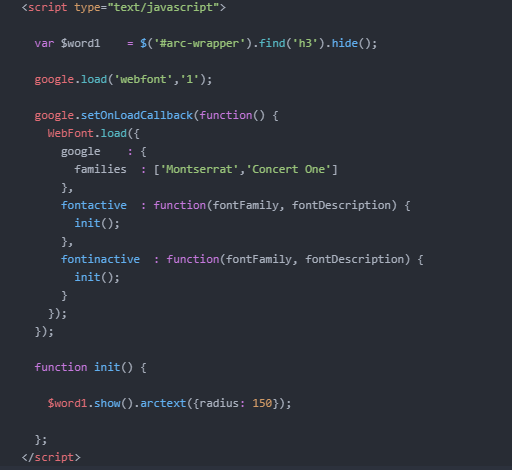 <script type="text/javascript">
var $word1    = $('#arc-wrapper').find('h3').hide();
google.load('webfont','1');
google.setOnLoadCallback(function() {
WebFont.load({
google    : {
families  : ['Montserrat','Concert One']
},
fontactive  : function(fontFamily, fontDescription) {
init();
},
fontinactive  : function(fontFamily, fontDescription) {
init();
}
});
});
function init() {
$word1.show().arctext({radius: 150});
};
</script>